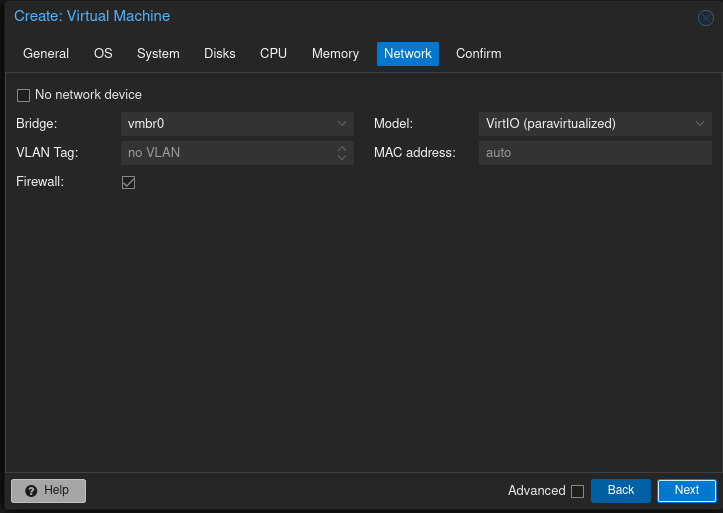 Create: Virtual Machine
General OS System Disks CPU Memory Network Confirm
No network device
Bridge: vmbr0 Model: VirtIO (paravirtualized)
VLAN Tag: no VLAN MAC address: auto
Firewall:
Help Advanced Back Next